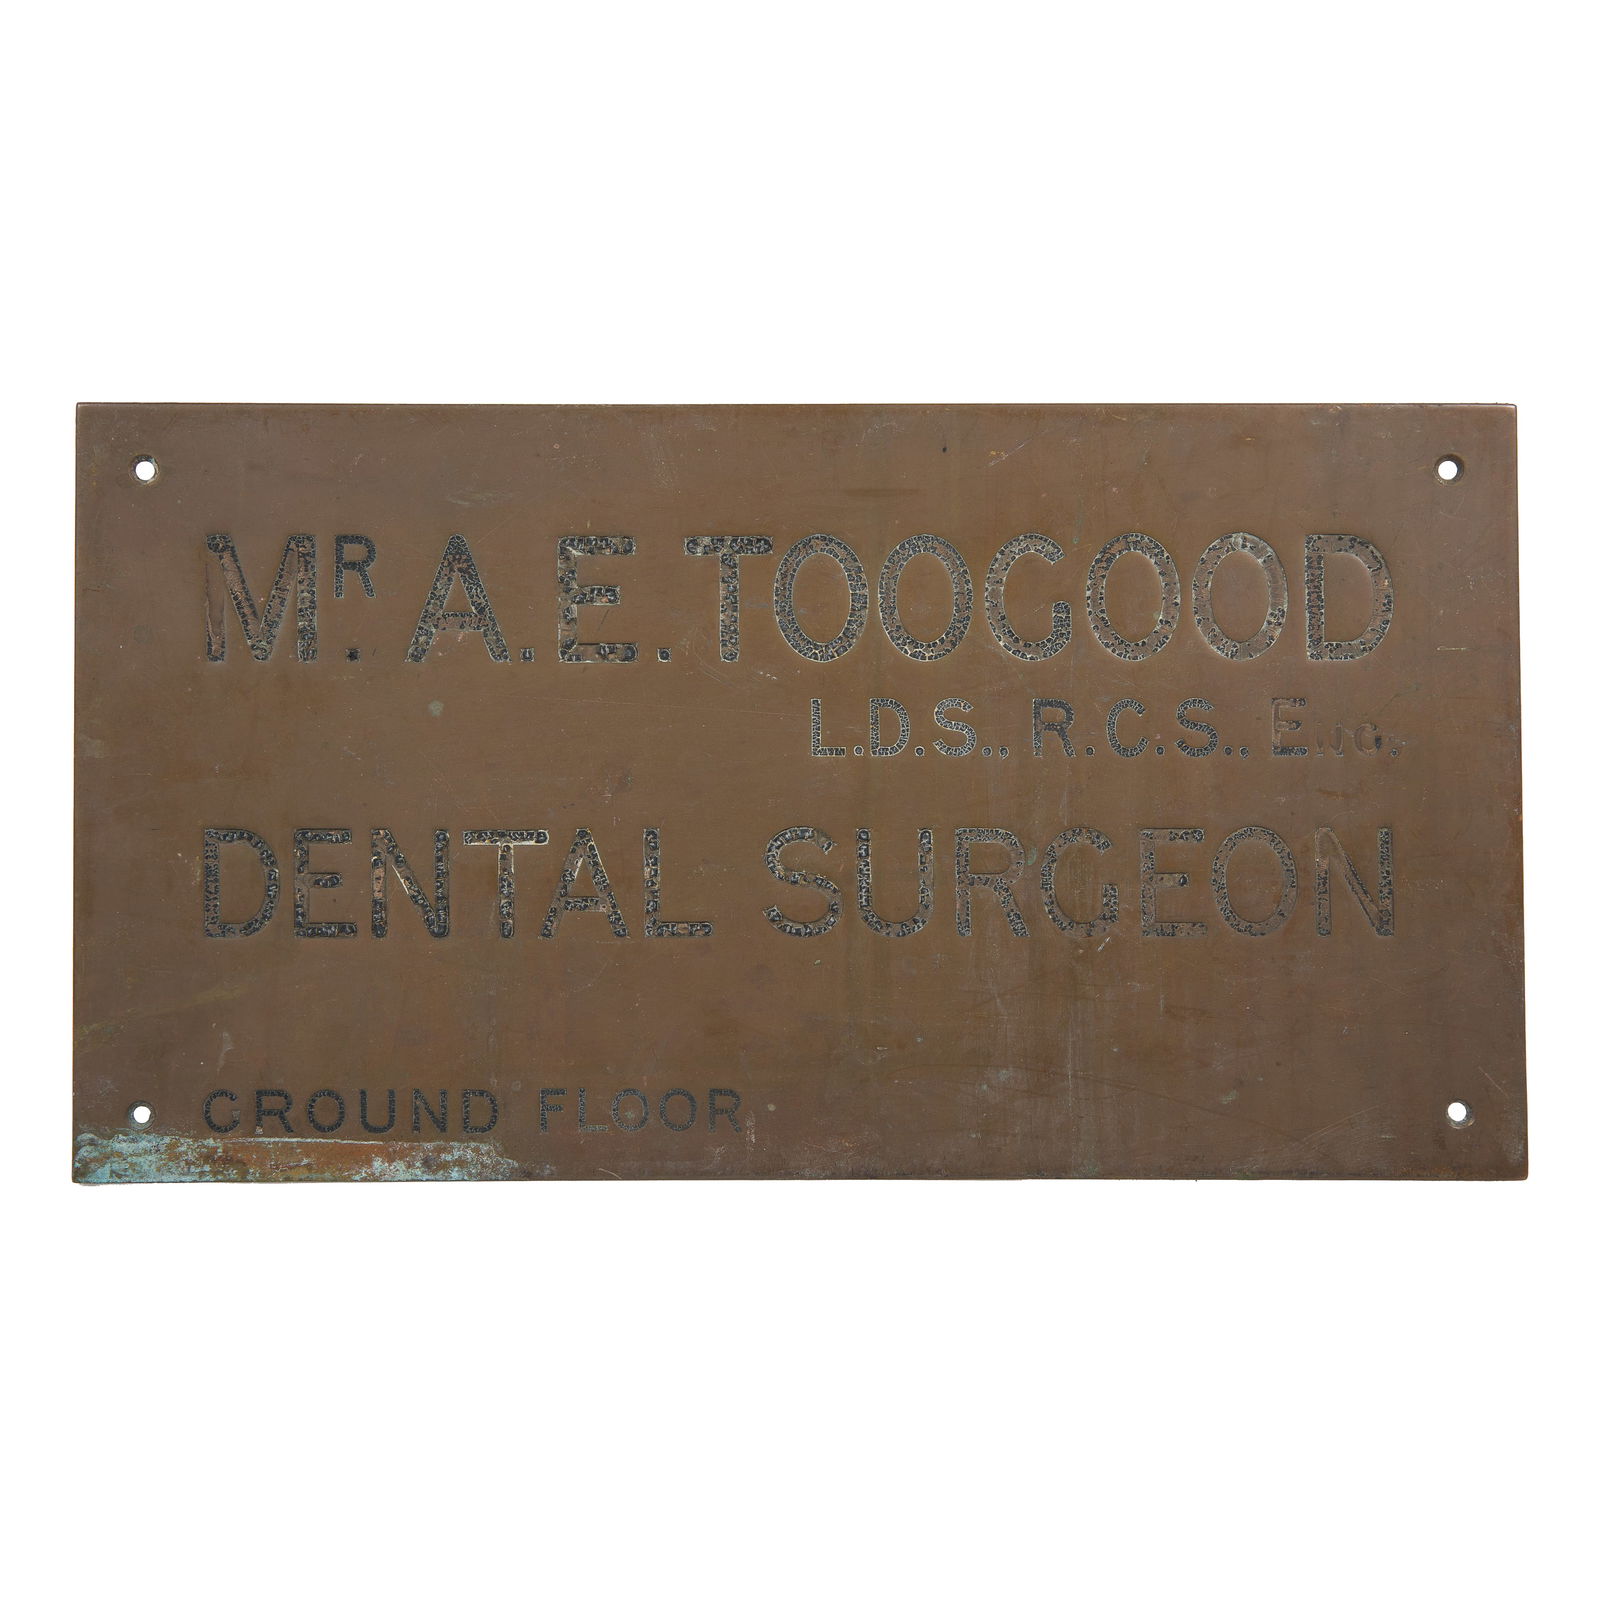 Mᴿ. A. E. TOOGOOD
L.D.S., R.C.S., ENG.
DENTAL SURGEON
GROUND FLOOR